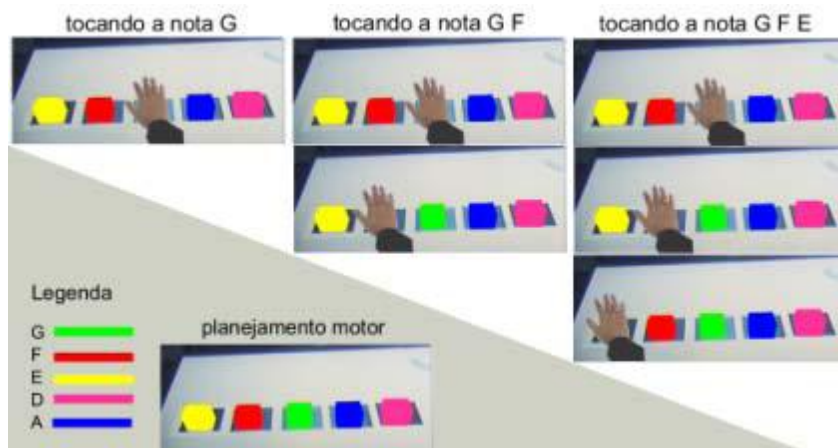 tocando a nota G
tocando a nota G F
tocando a nota G F E
Legenda
G
F
E
D
A
planejamento motor